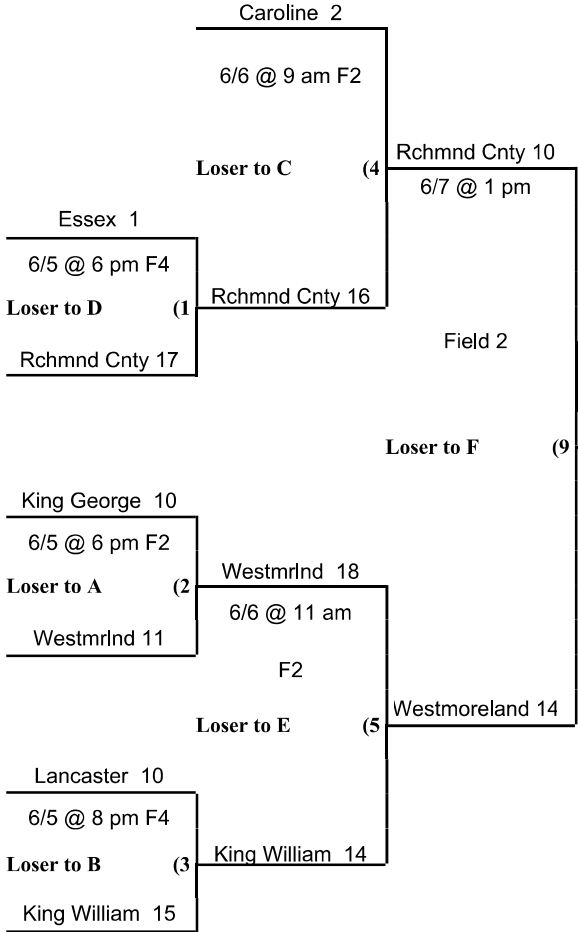 Caroline 2
6/6 @ 9 am F2
Loser to C (4
Rchmnd Cnty 10
6/7 @ 1 pm
Essex 1
6/5 @ 6 pm F4
Loser to D (1
Rchmnd Cnty 16
Rchmnd Cnty 17
Field 2
Loser to F (9
King George 10
6/5 @ 6 pm F2
Loser to A (2
Westmrlnd 18
6/6 @ 11 am
Westmrlnd 11
F2
Loser to E (5
Westmoreland 14
Lancaster 10
6/5 @ 8 pm F4
Loser to B (3
King William 14
King William 15